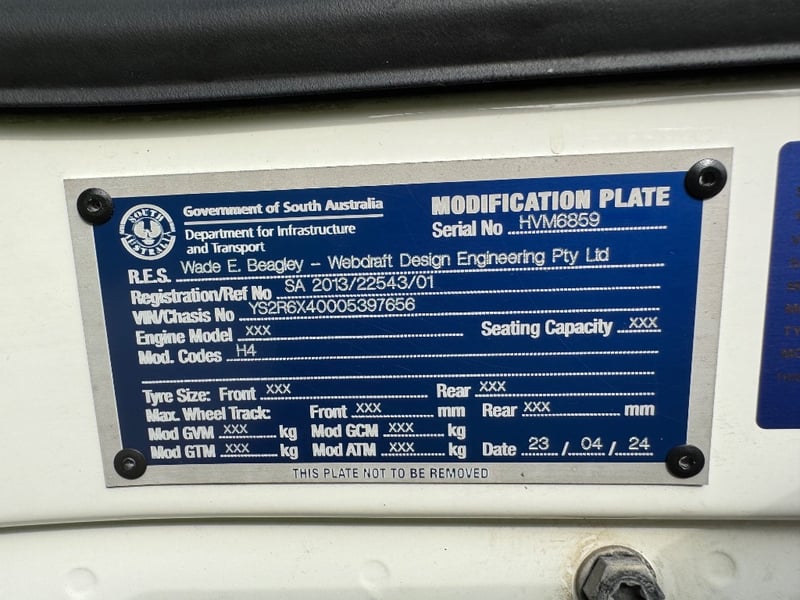 SOUTH AUSTRALIA
Government of South Australia
Department for Infrastructure
and Transport
MODIFICATION PLATE
Serial No HVM6859
R.E.S. Wade E. Beagley - Webdraft Design Engineering Pty Ltd
Registration/Ref No SA 2013/22543/01
VIN/Chassis No YS2R6X40005397656
Engine Model XXX Seating Capacity XXX
Mod. Codes H4
Tyre Size: Front XXX Rear XXX
Max. Wheel Track: Front XXX mm Rear XXX mm
Mod GVM XXX kg Mod GCM XXX kg
Mod GTM XXX kg Mod ATM XXX kg Date 23 / 04 / 24
THIS PLATE NOT TO BE REMOVED